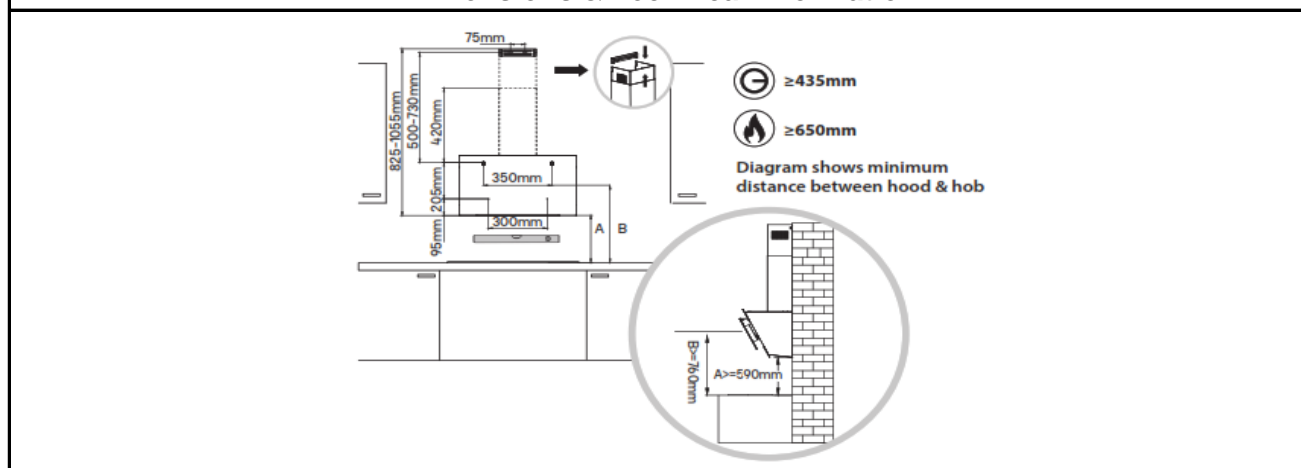 75mm
825-1055mm
500-730mm
420mm
350mm
205mm
300mm
95mm
A
B
≥435mm
≥650mm
Diagram shows minimum
distance between hood & hob
B>=760mm
A>=590mm